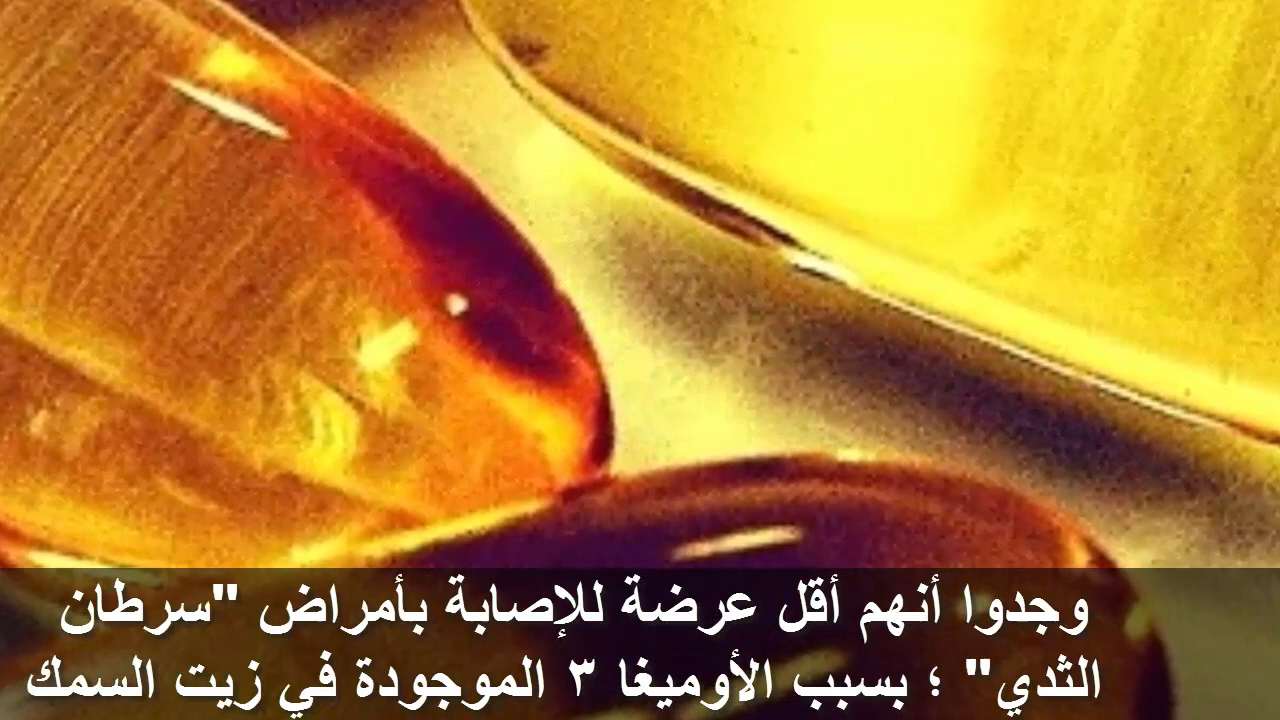 وجدوا أنهم أقل عرضة للإصابة بأمراض "سرطان
الثدي" ؛ بسبب الأوميغا ٣ الموجودة في زيت السمك